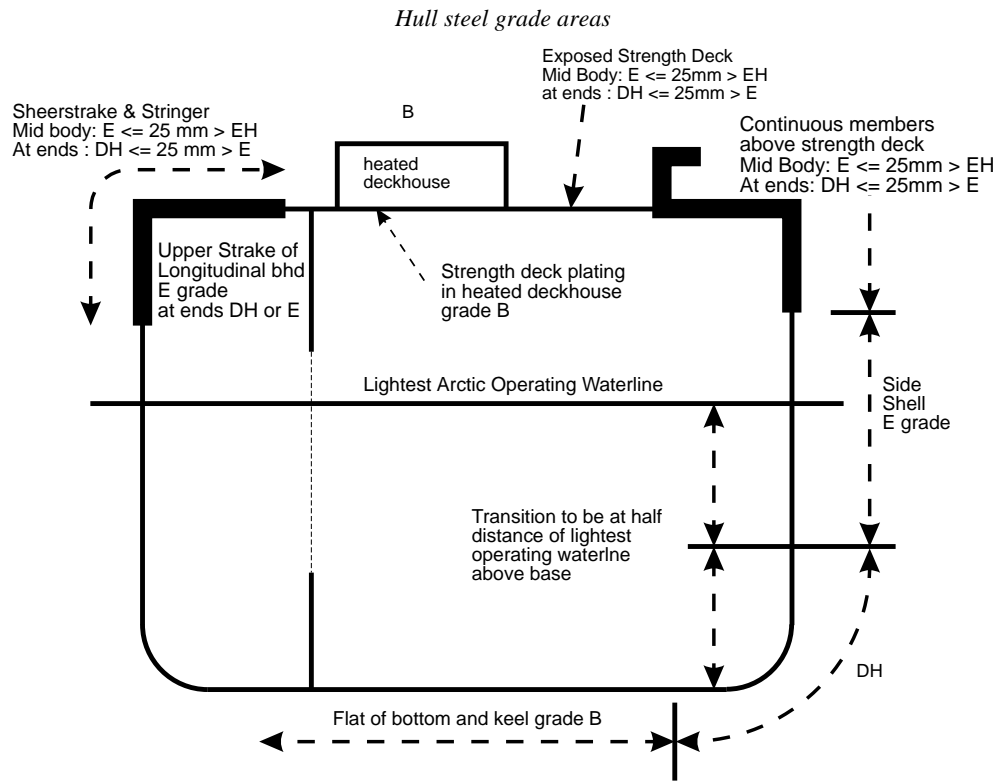 Hull steel grade areas
Exposed Strength Deck
Mid Body: E <= 25mm > EH
at ends : DH <= 25mm > E
B
Sheerstrake & Stringer
Mid body: E <= 25 mm > EH
At ends : DH <= 25 mm > E
Continuous members
above strength deck
Mid Body: E <= 25mm > EH
At ends: DH <= 25mm > E
heated
deckhouse
Upper Strake of
Longitudinal bhd
E grade
at ends DH or E
Strength deck plating
in heated deckhouse
grade B
Lightest Arctic Operating Waterline
Side
Shell
E grade
Transition to be at half
distance of lightest
operating waterlne
above base
DH
Flat of bottom and keel grade B